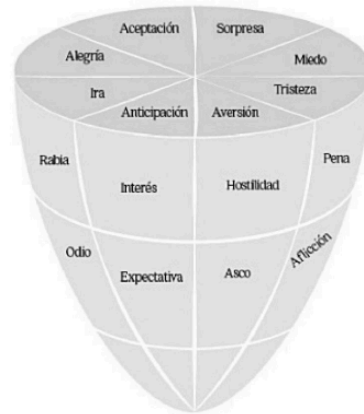 Aceptación Sorpresa
Alegría Miedo
Ira Tristeza
Anticipación Aversión
Rabia Pena
Interés Hostilidad
Odio Aflicción
Expectativa Asco